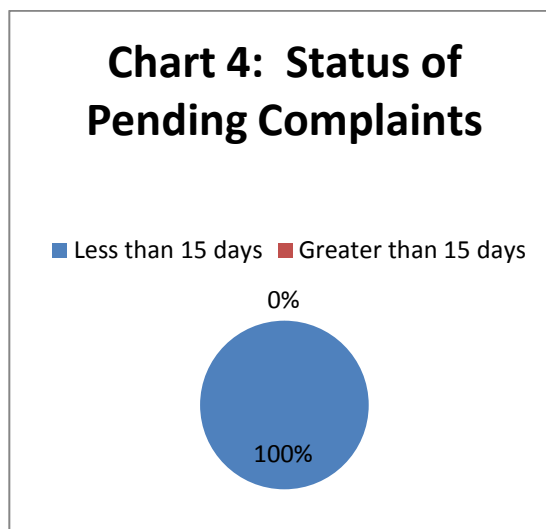 Chart 4: Status of
Pending Complaints
Less than 15 days Greater than 15 days
0%
100%